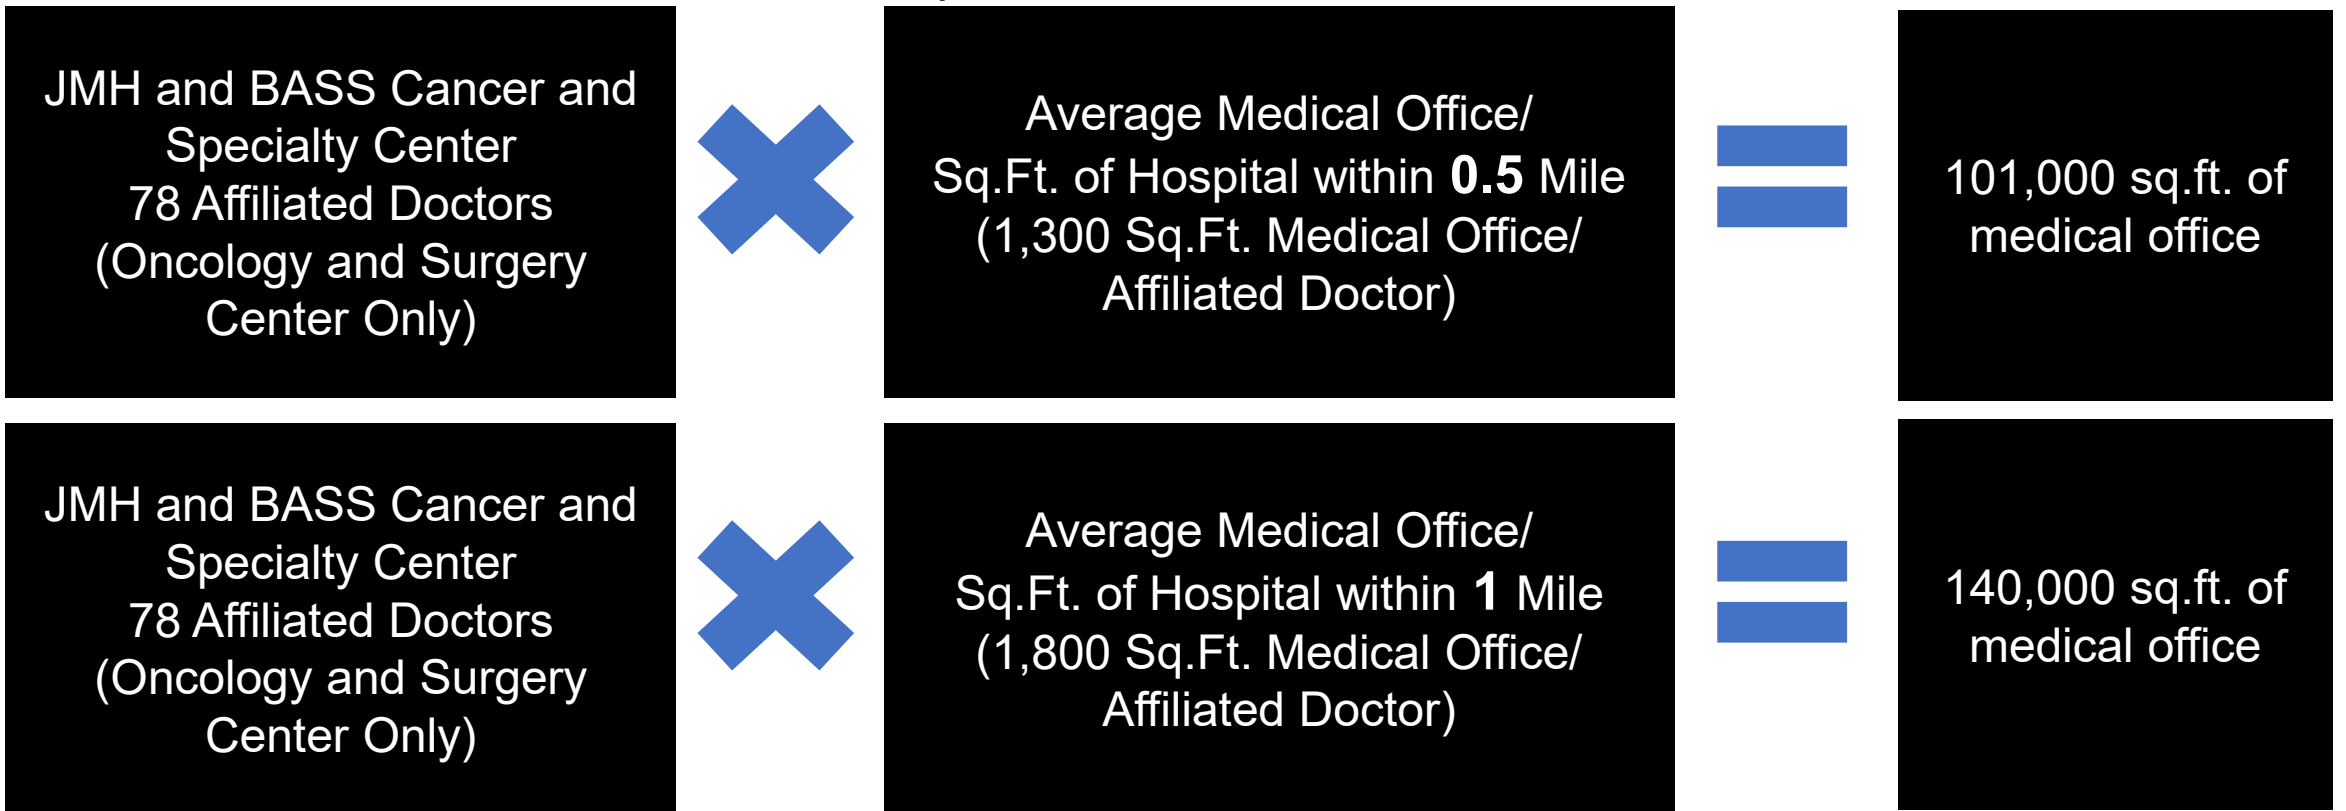 JMH and BASS Cancer and
Specialty Center
78 Affiliated Doctors
(Oncology and Surgery
Center Only)
Average Medical Office/
Sq.Ft. of Hospital within 0.5 Mile
(1,300 Sq.Ft. Medical Office/
Affiliated Doctor)
101,000 sq.ft. of
medical office
JMH and BASS Cancer and
Specialty Center
78 Affiliated Doctors
(Oncology and Surgery
Center Only)
Average Medical Office/
Sq.Ft. of Hospital within 1 Mile
(1,800 Sq.Ft. Medical Office/
Affiliated Doctor)
140,000 sq.ft. of
medical office